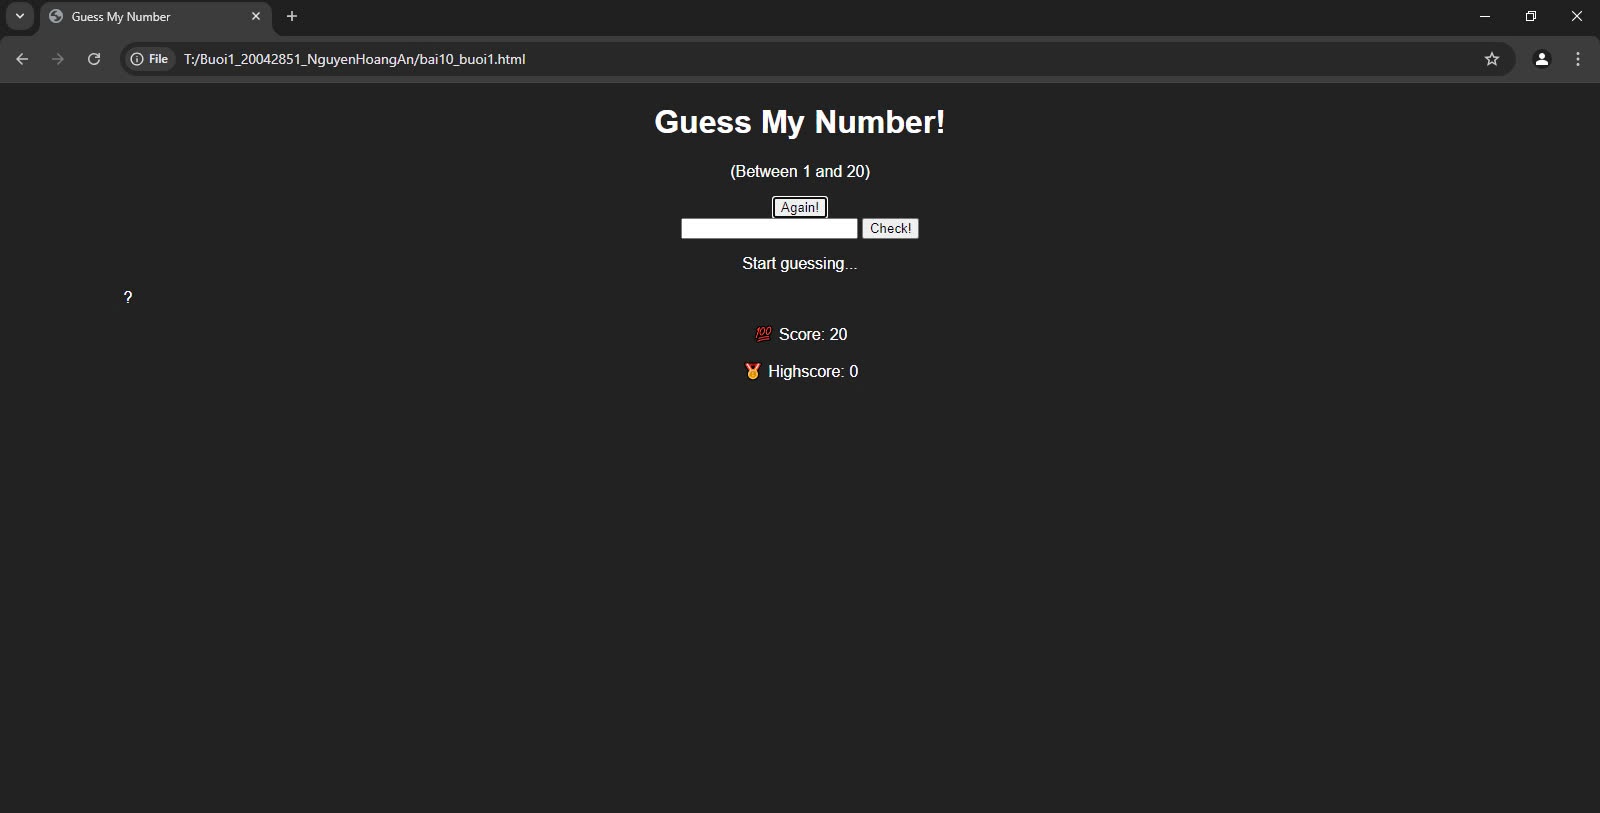 Guess My Number
File T:/Buoi1_20042851_NguyenHoangAn/bai10_buoi1.html
Guess My Number!
(Between 1 and 20)
Again!
Check!
Start guessing...
?
💯 Score: 20
🥇 Highscore: 0